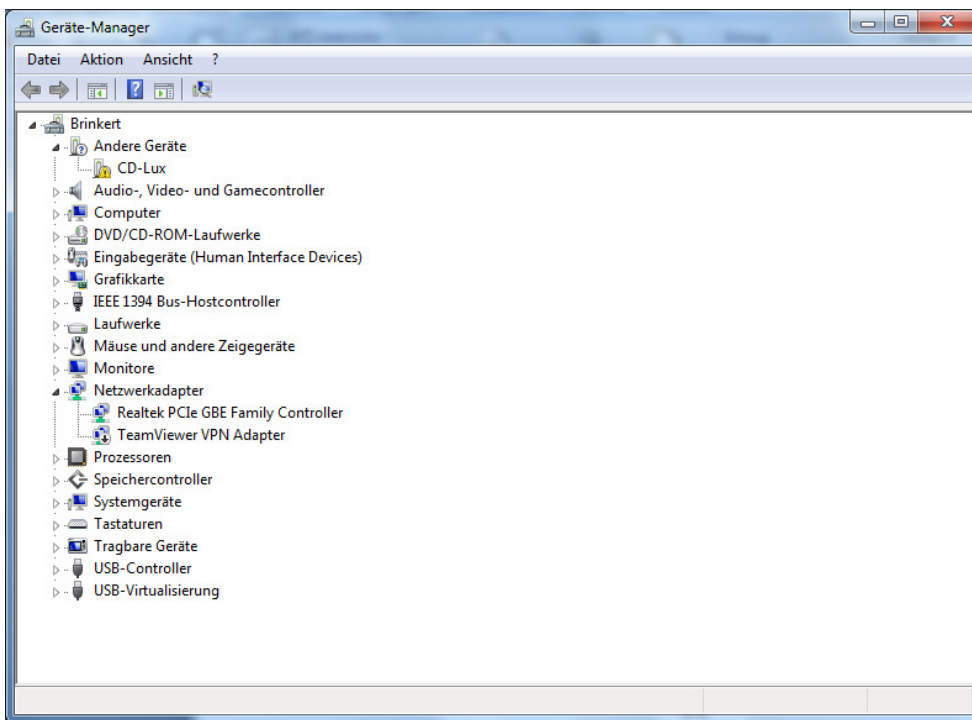 Geräte-Manager
Datei Aktion Ansicht ?
Brinkert
Andere Geräte
CD-Lux
Audio-, Video- und Gamecontroller
Computer
DVD/CD-ROM-Laufwerke
Eingabegeräte (Human Interface Devices)
Grafikkarte
IEEE 1394 Bus-Hostcontroller
Laufwerke
Mäuse und andere Zeigegeräte
Monitore
Netzwerkadapter
Realtek PCIe GBE Family Controller
TeamViewer VPN Adapter
Prozessoren
Speichercontroller
Systemgeräte
Tastaturen
Tragbare Geräte
USB-Controller
USB-Virtualisierung